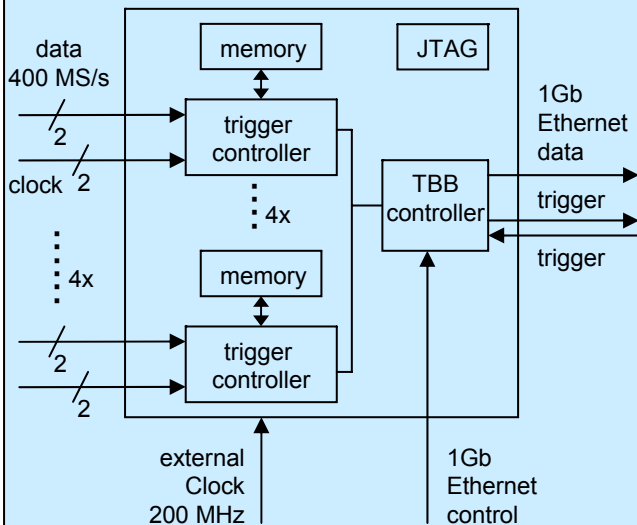 data
400 MS/s
2
clock
2
4x
2
2
memory
trigger
controller
4x
memory
trigger
controller
JTAG
TBB
controller
1Gb
Ethernet
data
trigger
trigger
external
Clock
200 MHz
1Gb
Ethernet
control